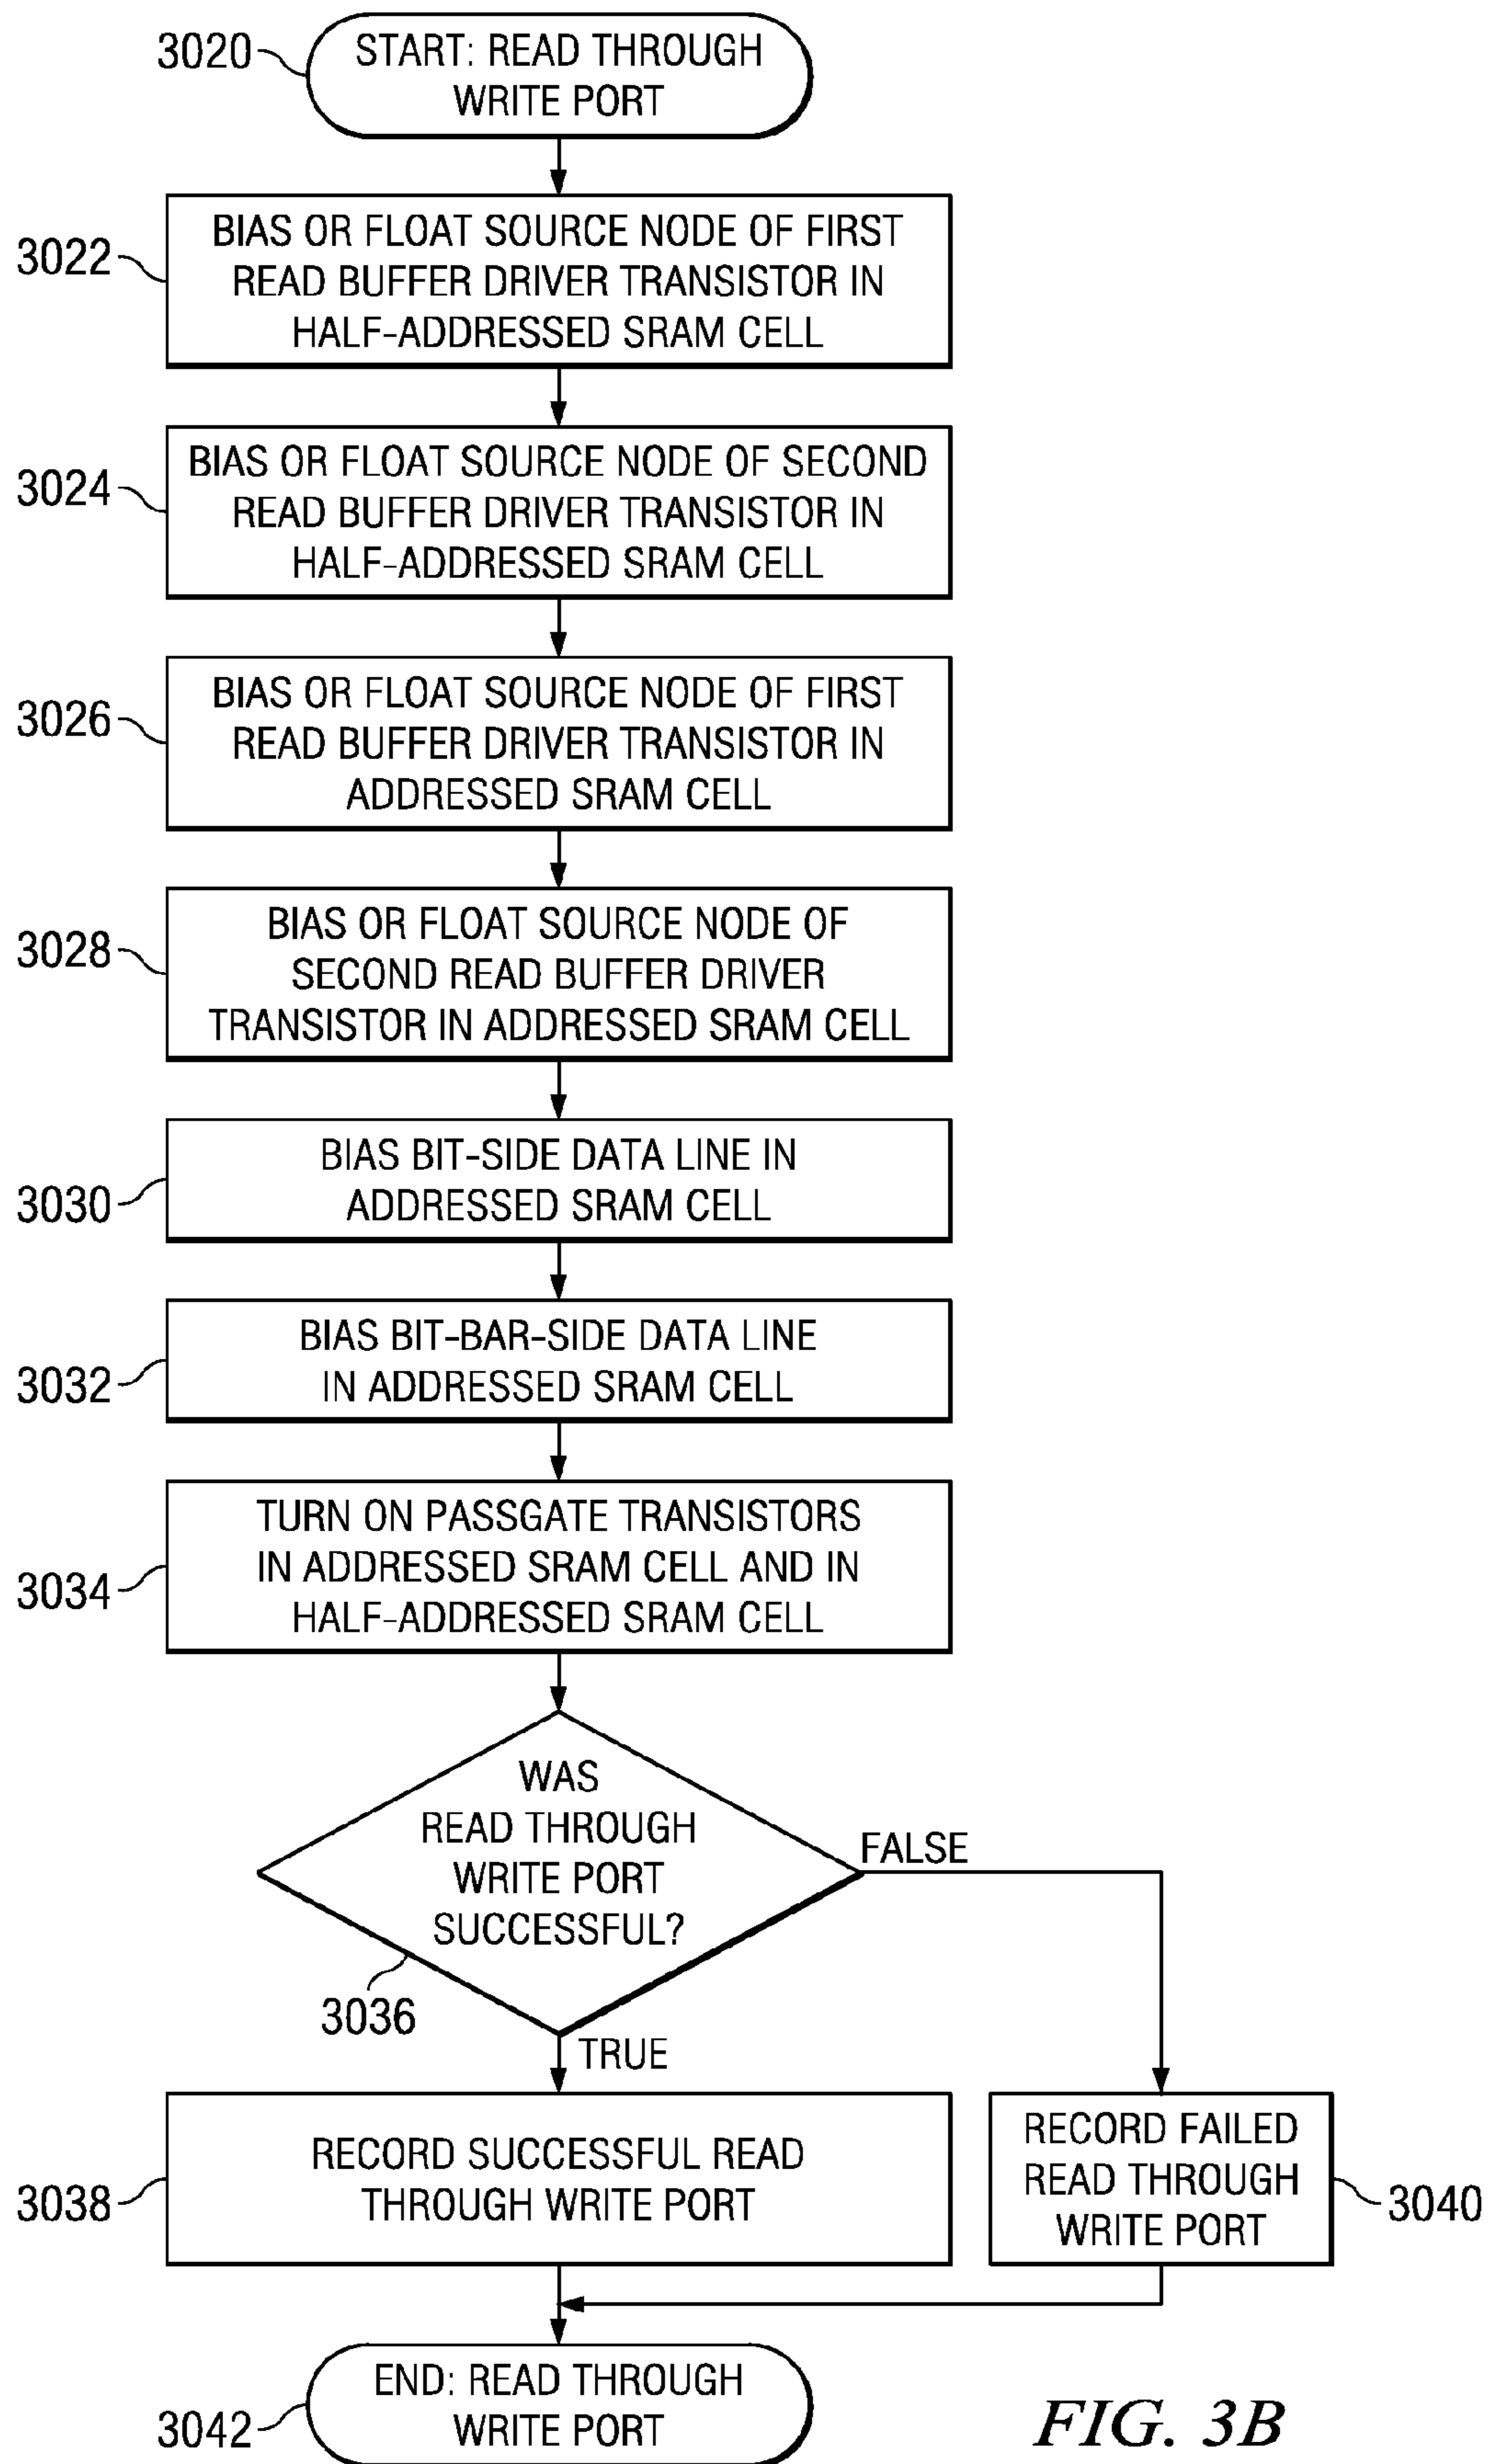 3020
START: READ THROUGH
WRITE PORT
3022
BIAS OR FLOAT SOURCE NODE OF FIRST
READ BUFFER DRIVER TRANSISTOR IN
HALF-ADDRESSED SRAM CELL
3024
BIAS OR FLOAT SOURCE NODE OF SECOND
READ BUFFER DRIVER TRANSISTOR IN
HALF-ADDRESSED SRAM CELL
3026
BIAS OR FLOAT SOURCE NODE OF FIRST
READ BUFFER DRIVER TRANSISTOR IN
ADDRESSED SRAM CELL
3028
BIAS OR FLOAT SOURCE NODE OF
SECOND READ BUFFER DRIVER
TRANSISTOR IN ADDRESSED SRAM CELL
3030
BIAS BIT-SIDE DATA LINE IN
ADDRESSED SRAM CELL
3032
BIAS BIT-BAR-SIDE DATA LINE
IN ADDRESSED SRAM CELL
3034
TURN ON PASSGATE TRANSISTORS
IN ADDRESSED SRAM CELL AND IN
HALF-ADDRESSED SRAM CELL
WAS
READ THROUGH
WRITE PORT
SUCCESSFUL?
3036
FALSE
TRUE
3038
RECORD SUCCESSFUL READ
THROUGH WRITE PORT
RECORD FAILED
READ THROUGH
WRITE PORT
3040
3042
END: READ THROUGH
WRITE PORT
FIG. 3B